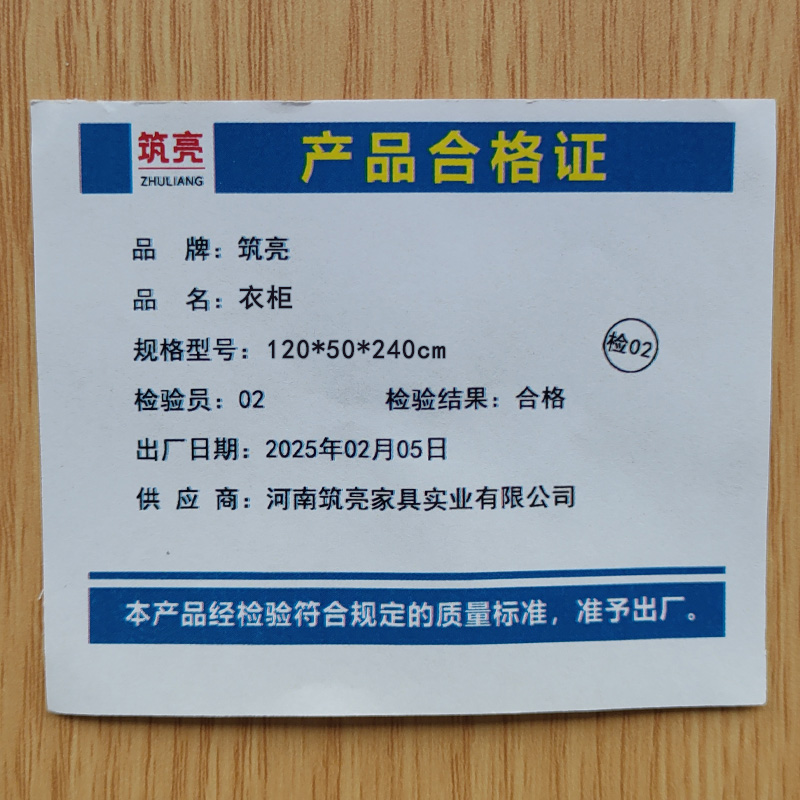 筑亮
ZHULIANG
产品合格证
品 牌：筑亮
品 名：衣柜
规格型号：120*50*240cm
检02
检验员：02 检验结果：合格
出厂日期：2025年02月05日
供 应 商：河南筑亮家具实业有限公司
本产品经检验符合规定的质量标准，准予出厂。